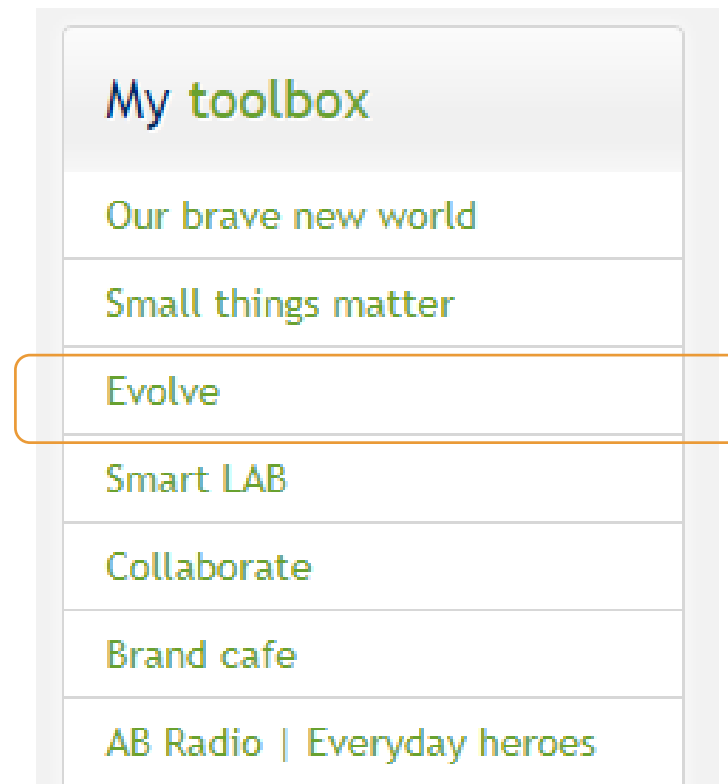 My toolbox
Our brave new world
Small things matter
Evolve
Smart LAB
Collaborate
Brand cafe
AB Radio | Everyday heroes